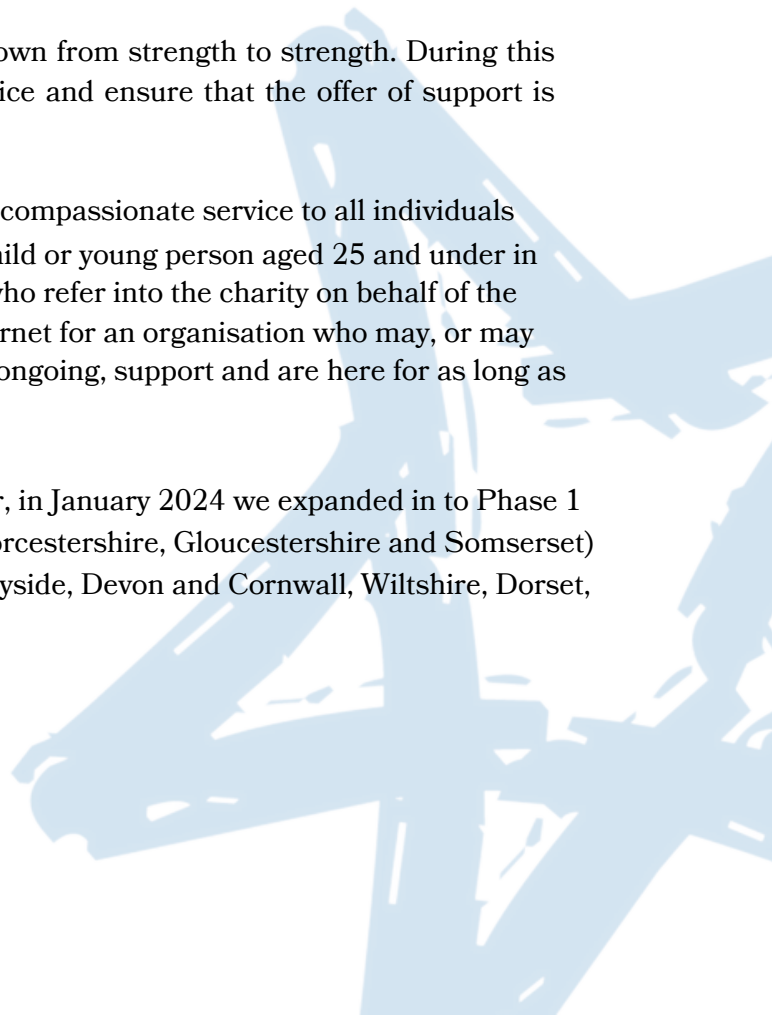 own from strength to strength. During this
ice and ensure that the offer of support is
compassionate service to all individuals
ild or young person aged 25 and under in
who refer into the charity on behalf of the
rnet for an organisation who may, or may
ongoing, support and are here for as long as
r, in January 2024 we expanded in to Phase 1
orcestershire, Gloucestershire and Somserset)
yside, Devon and Cornwall, Wiltshire, Dorset,